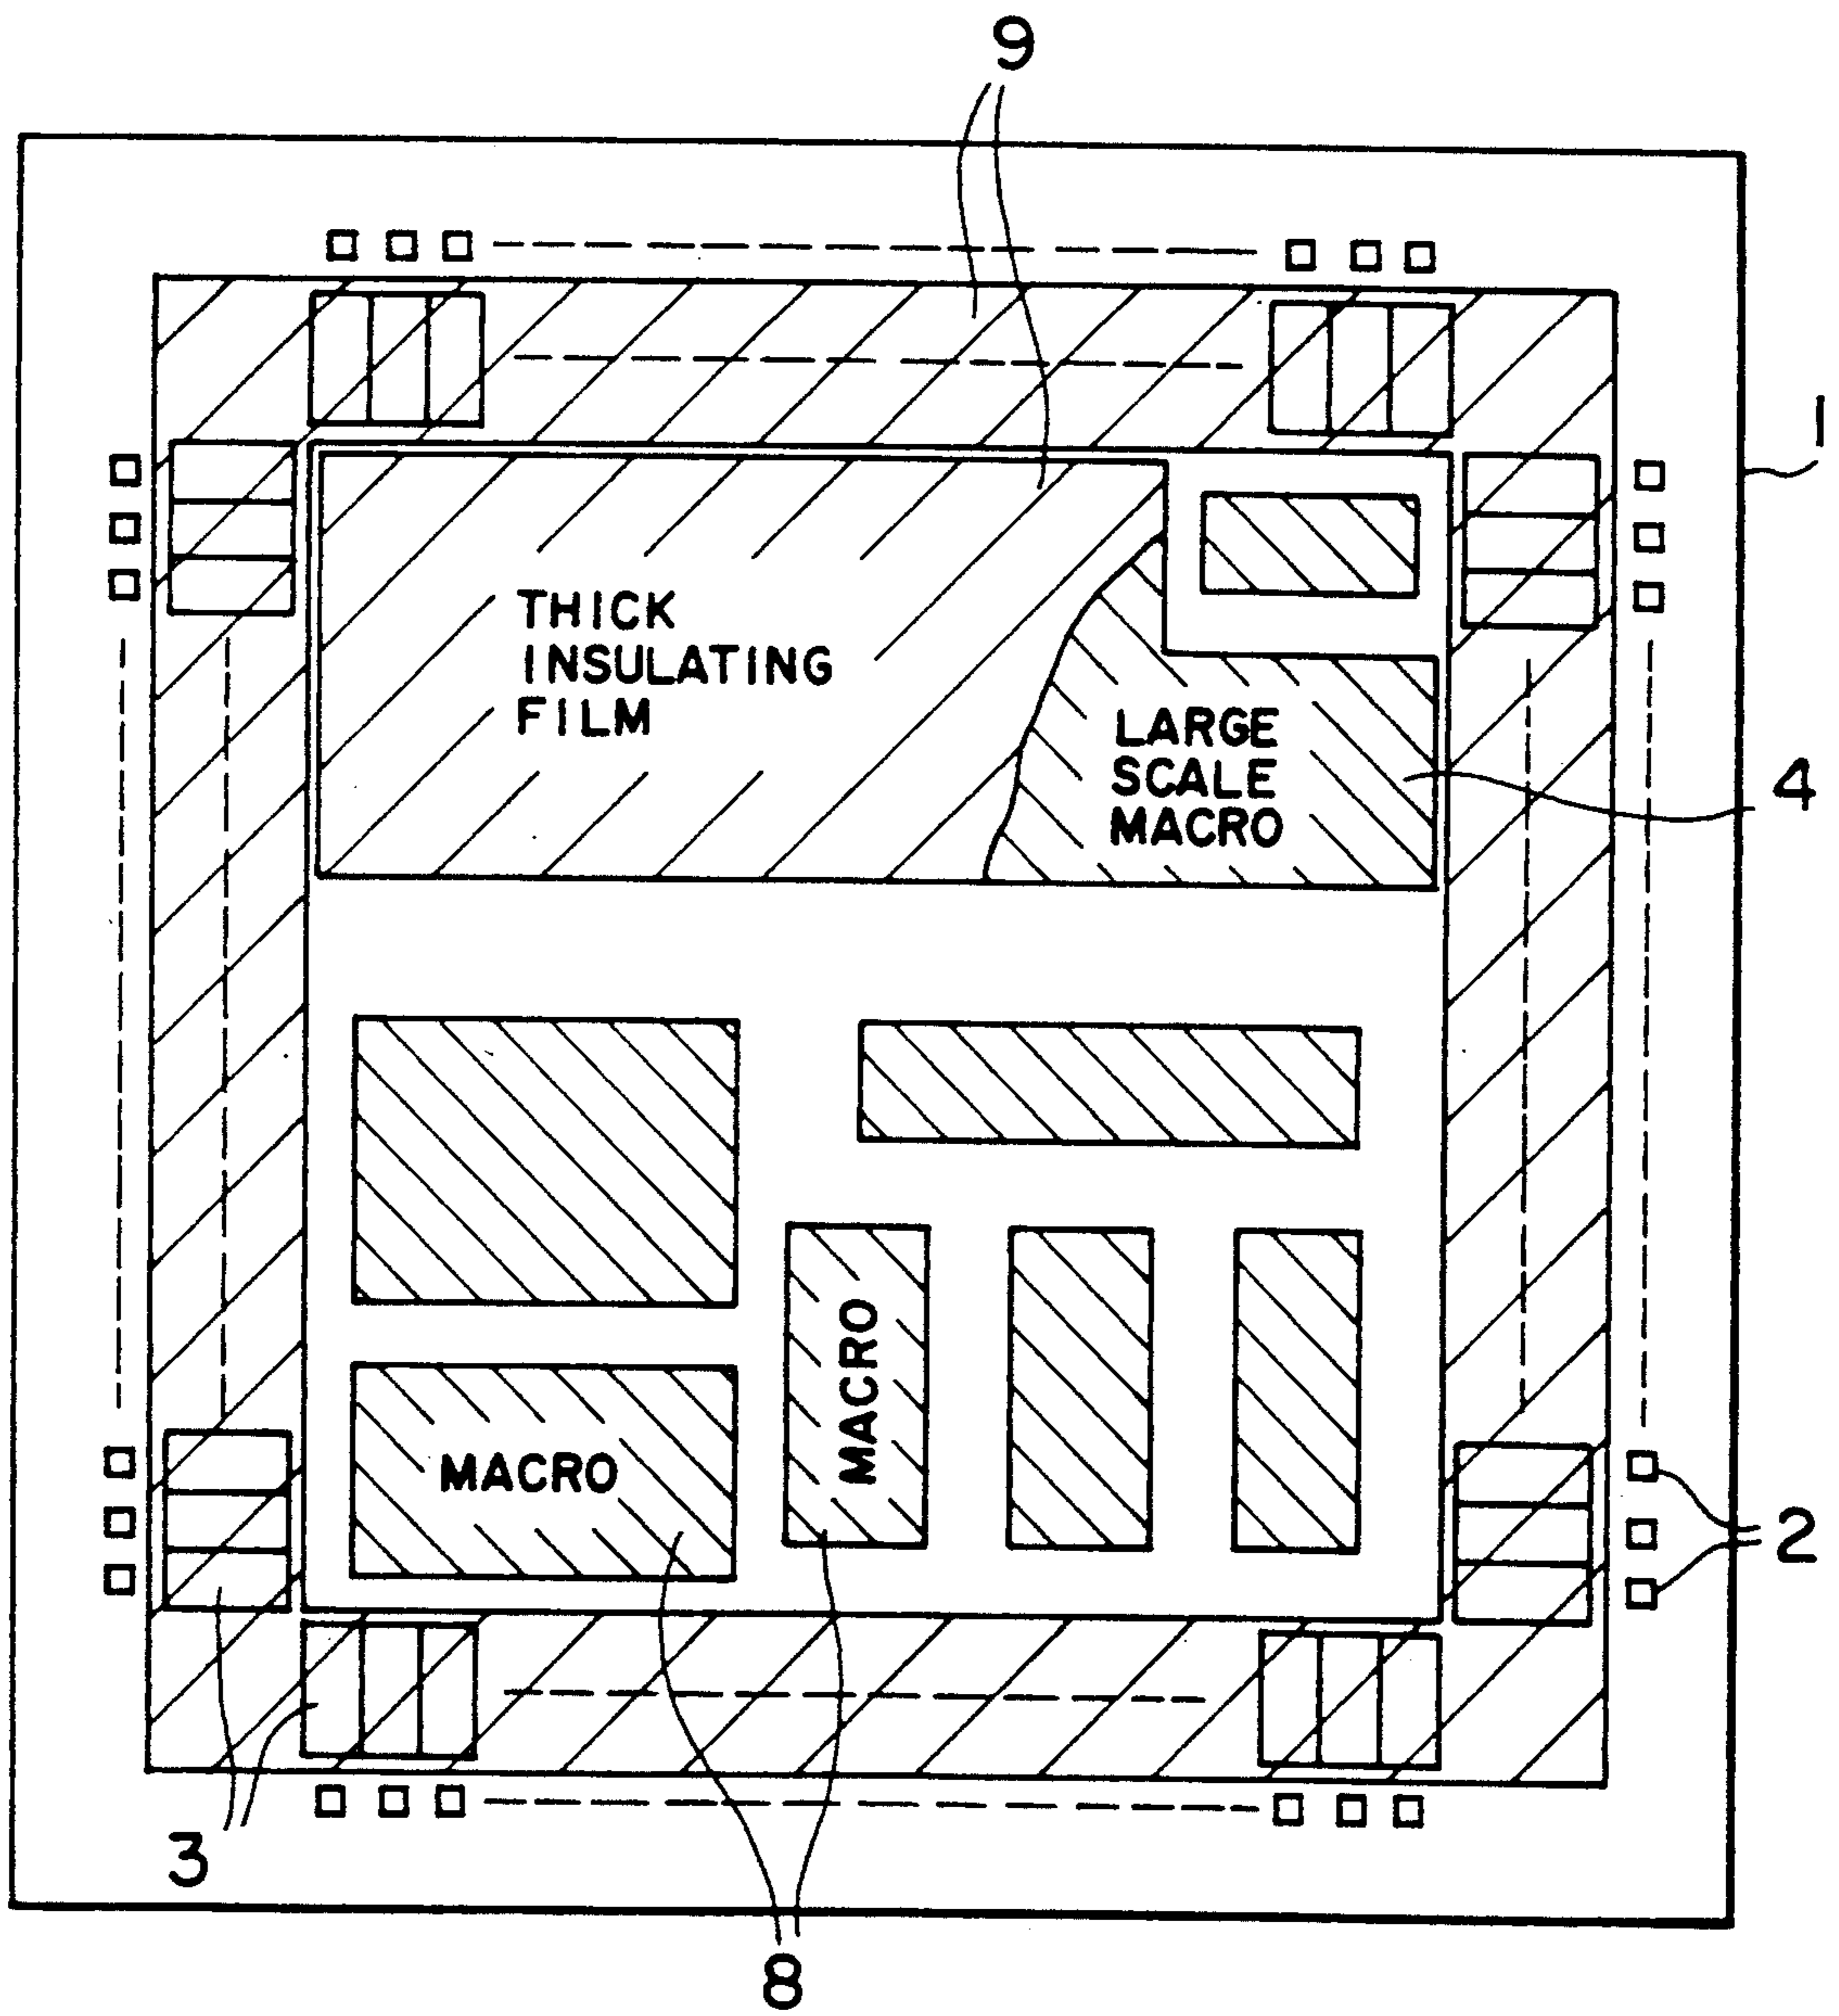 9
1
THICK
INSULATING
FILM
LARGE
SCALE
MACRO
4
MACRO
MACRO
2
3
8